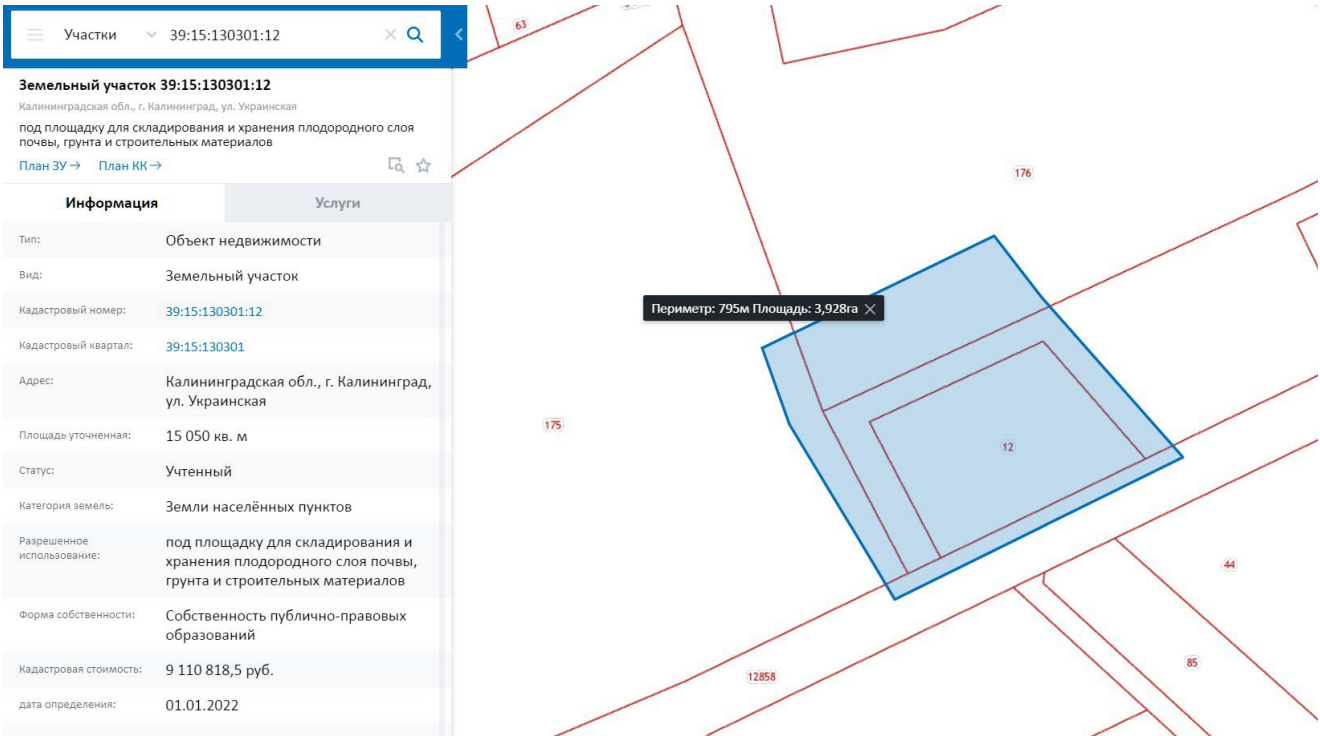 Участки 39:15:130301:12
Земельный участок 39:15:130301:12
Калининградская обл., г. Калининград, ул. Украинская
под площадку для складирования и хранения плодородного слоя
почвы, грунта и строительных материалов
План ЗУ → План КК →
Информация Услуги
Тип: Объект недвижимости
Вид: Земельный участок
Кадастровый номер: 39:15:130301:12
Кадастровый квартал: 39:15:130301
Адрес: Калининградская обл., г. Калининград,
ул. Украинская
Площадь уточненная: 15 050 кв. м
Статус: Учтенный
Категория земель: Земли населённых пунктов
Разрешенное
использование:
под площадку для складирования и
хранения плодородного слоя почвы,
грунта и строительных материалов
Форма собственности: Собственность публично-правовых
образований
Кадастровая стоимость: 9 110 818,5 руб.
дата определения: 01.01.2022
63
176
Периметр: 795м Площадь: 3,928га
175
12
44
85
12858